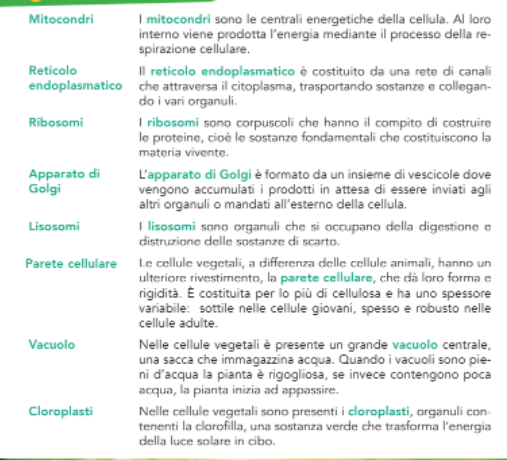 Mitocondri
I mitocondri sono le centrali energetiche della cellula. Al loro
interno viene prodotta l'energia mediante il processo della re-
spirazione cellulare.
Reticolo
endoplasmatico
Il reticolo endoplasmatico è costituito da una rete di canali
che attraversa il citoplasma, trasportando sostanze e collegan-
do i vari organuli.
Ribosomi
I ribosomi sono corpuscoli che hanno il compito di costruire
le proteine, cioè le sostanze fondamentali che costituiscono la
materia vivente.
Apparato di
Golgi
L'apparato di Golgi è formato da un insieme di vescicole dove
vengono accumulati i prodotti in attesa di essere inviati agli
altri organuli o mandati all'esterno della cellula.
Lisosomi
I lisosomi sono organuli che si occupano della digestione e
distruzione delle sostanze di scarto.
Parete cellulare
Le cellule vegetali, a differenza delle cellule animali, hanno un
ulteriore rivestimento, la parete cellulare, che dà loro forma e
rigidità. È costituita per lo più di cellulosa e ha uno spessore
variabile: sottile nelle cellule giovani, spesso e robusto nelle
cellule adulte.
Vacuolo
Nelle cellule vegetali è presente un grande vacuolo centrale,
una sacca che immagazzina acqua. Quando i vacuoli sono pie-
ni d'acqua la pianta è rigogliosa, se invece contengono poca
acqua, la pianta inizia ad appassire.
Cloroplasti
Nelle cellule vegetali sono presenti i cloroplasti, organuli con-
tenenti la clorofilla, una sostanza verde che trasforma l'energia
della luce solare in cibo.